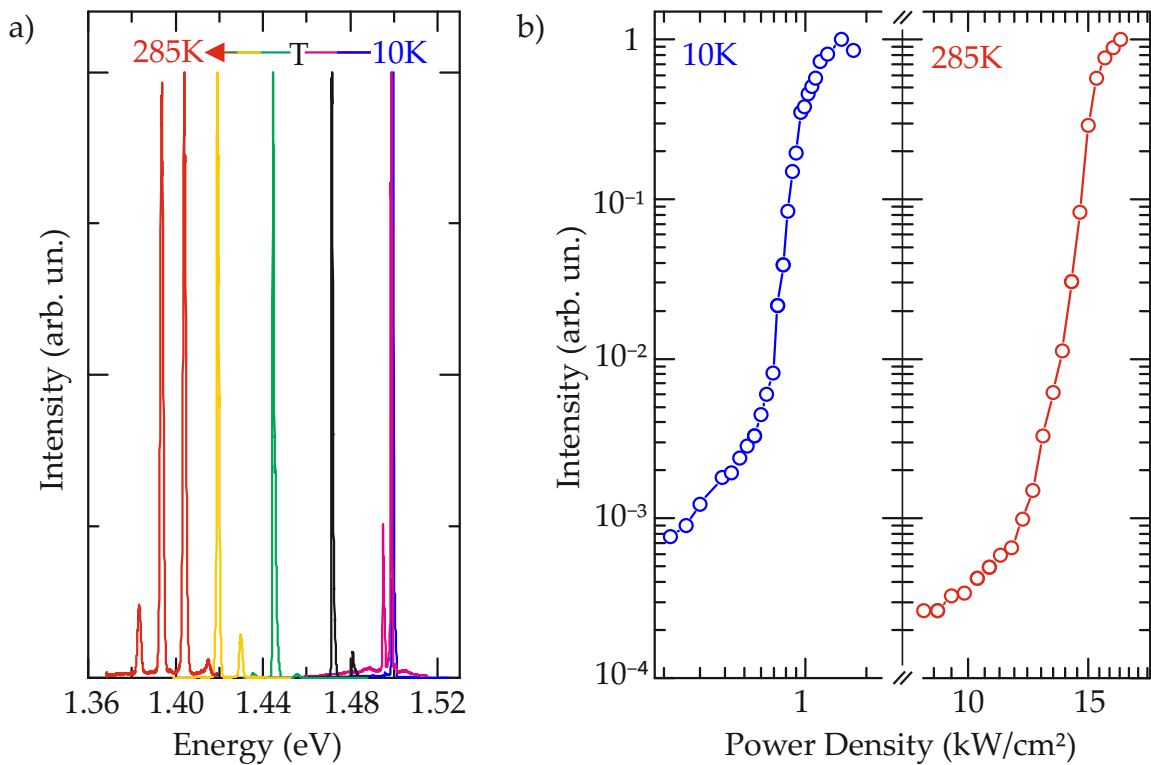 a)
285K T 10K
Intensity (arb. un.)
1.36 1.40 1.44 1.48 1.52
Energy (eV)
b)
10K 285K
1
10⁻¹
10⁻²
10⁻³
10⁻⁴
Intensity (arb. un.)
1 10 15
Power Density (kW/cm²)